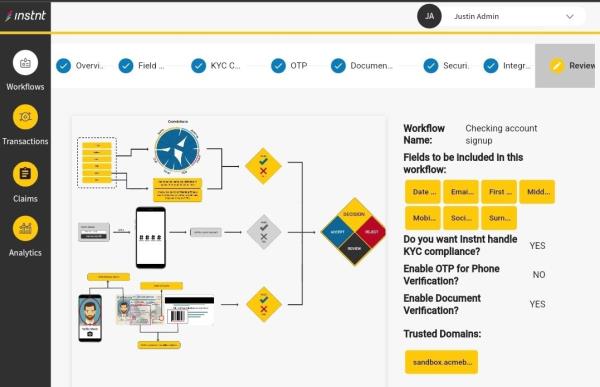 instnt
JA
Justin Admin
Workflows
Transactions
Claims
Analytics
Overvi..
Field ...
KYC C...
OTP
Documen...
Securi.
Integr...
Review
DECISION
ACCEPT
REJECT
REVIEW
Workflow Name:
Checking account signup
Fields to be included in this workflow:
Date ...
Emai...
First ...
Midd...
Mobi...
Soci...
Surn...
Do you want Instnt handle KYC compliance?
YES
Enable OTP for Phone Verification?
NO
Enable Document Verification?
YES
Trusted Domains:
sandbox.acmeb...